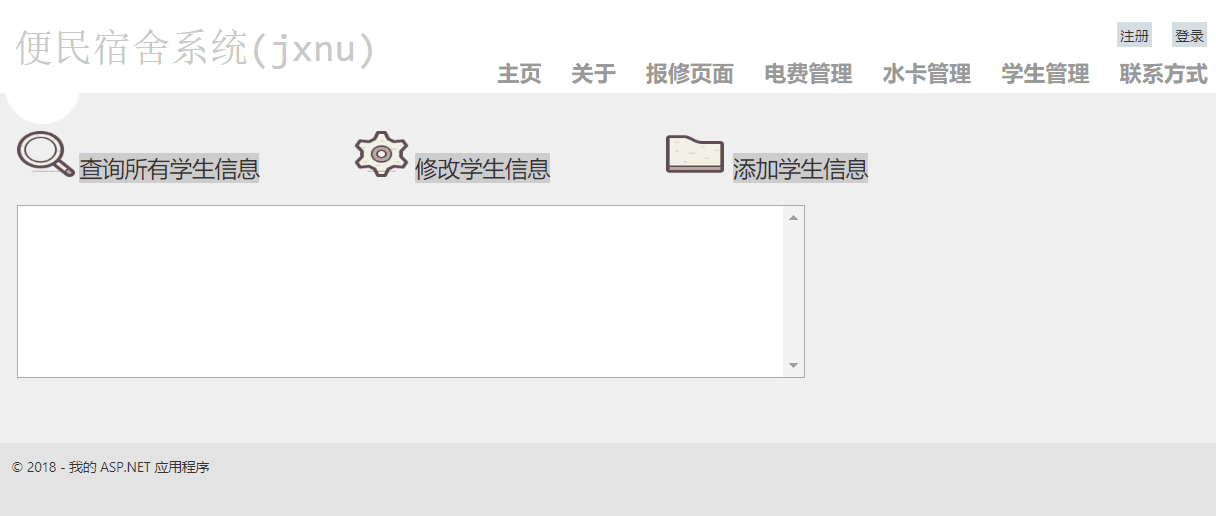 注册 登录
便民宿舍系统(jxnu)
主页 关于 报修页面 电费管理 水卡管理 学生管理 联系方式
查询所有学生信息 修改学生信息 添加学生信息
© 2018 - 我的 ASP.NET 应用程序